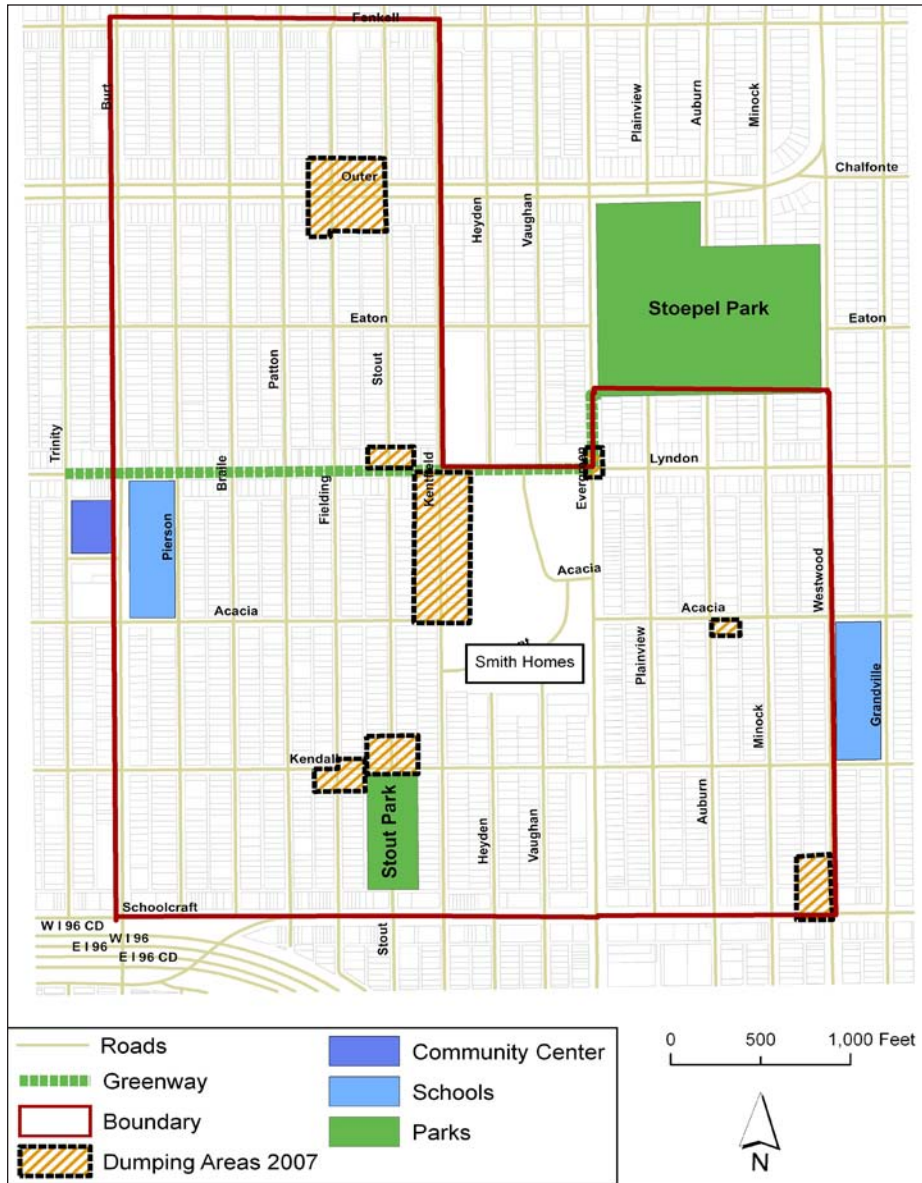 Fenkell
Burt
Plainview
Auburn
Minock
Outer
Chalfonte
Heyden
Vaughan
Stoepel Park
Eaton
Eaton
Patton
Stout
Trinity
Braille
Fielding
Kentfield
Evergreen
Lyndon
Pierson
Acacia
Acacia
Acacia
Westwood
Smith Homes
Plainview
Grandville
Minock
Kendall
Stout Park
Auburn
Heyden
Vaughan
Schoolcraft
W I 96 CD
W I 96
E I 96
E I 96 CD
Stout
Roads
Greenway
Boundary
Dumping Areas 2007
Community Center
Schools
Parks
0 500 1,000 Feet
N